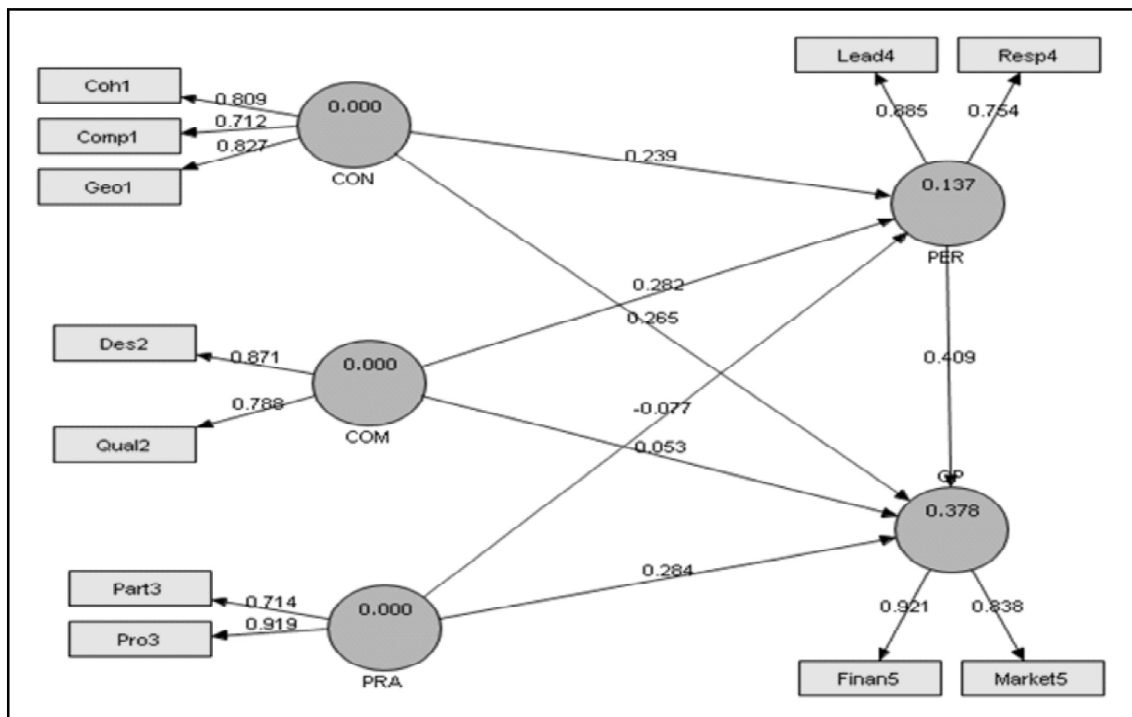 Lead4
Resp4
Coh1
0.809
0.000
0.885
0.754
Comp1
0.712
0.827
0.239
Geo1
CON
0.137
PER
0.282
0.265
Des2
0.871
0.000
0.409
0.788
-0.077
Qual2
COM
0.053
GP
0.378
Part3
0.714
0.000
0.284
Pro3
0.919
0.921
0.838
PRA
Finan5
Market5